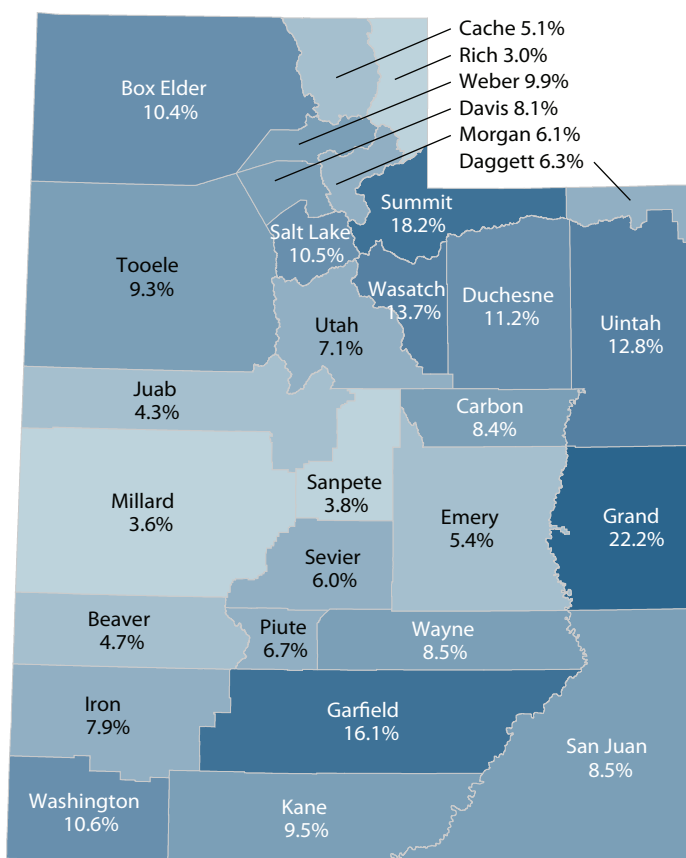 Cache 5.1%
Rich 3.0%
Weber 9.9%
Davis 8.1%
Morgan 6.1%
Daggett 6.3%
Box Elder
10.4%
Summit
18.2%
Salt Lake
10.5%
Tooele
9.3%
Wasatch
13.7%
Duchesne
11.2%
Uintah
12.8%
Utah
7.1%
Juab
4.3%
Carbon
8.4%
Millard
3.6%
Sanpete
3.8%
Emery
5.4%
Grand
22.2%
Sevier
6.0%
Beaver
4.7%
Piute
6.7%
Wayne
8.5%
Iron
7.9%
Garfield
16.1%
San Juan
8.5%
Washington
10.6%
Kane
9.5%